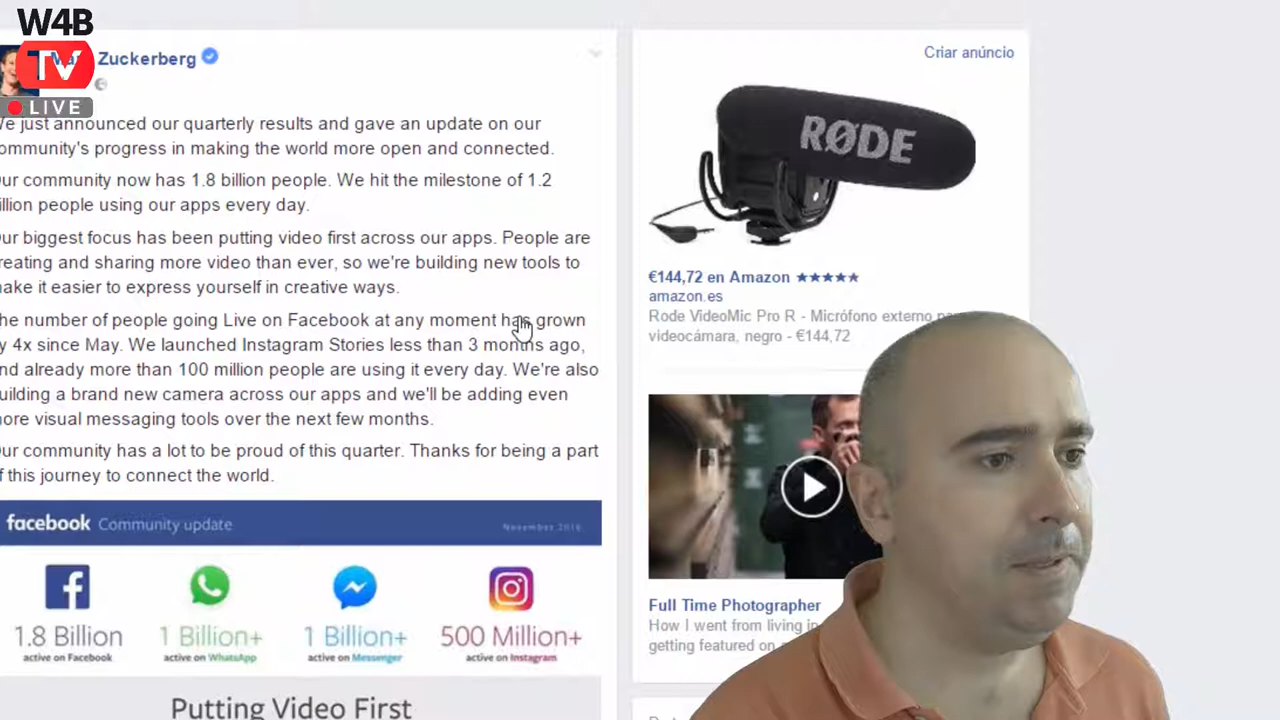 W4B
TV
LIVE
Zuckerberg
We just announced our quarterly results and gave an update on our
ommunity's progress in making the world more open and connected.
ur community now has 1.8 billion people. We hit the milestone of 1.2
illion people using our apps every day.
ur biggest focus has been putting video first across our apps. People are
reating and sharing more video than ever, so we're building new tools to
ake it easier to express yourself in creative ways.
he number of people going Live on Facebook at any moment has grown
y 4x since May. We launched Instagram Stories less than 3 months ago,
nd already more than 100 million people are using it every day. We're also
uilding a brand new camera across our apps and we'll be adding even
ore visual messaging tools over the next few months.
ur community has a lot to be proud of this quarter. Thanks for being a part
f this journey to connect the world.
facebook Community update
November 2016
1.8 Billion
active on Facebook
1 Billion+
active on WhatsApp
1 Billion+
active on Messenger
500 Million+
active on Instagram
Putting Video First
Criar anúncio
RØDE
€144,72 en Amazon ★★★★★
amazon.es
Rode VideoMic Pro R - Micrófono externo pa
videocámara, negro - €144,72
Full Time Photographer
How I went from living in
getting featured on